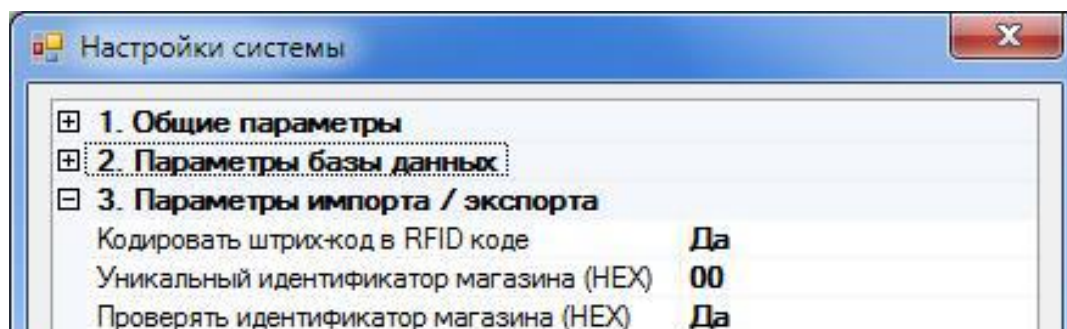 Настройки системы
1. Общие параметры
2. Параметры базы данных
3. Параметры импорта / экспорта
Кодировать штрих-код в RFID коде Да
Уникальный идентификатор магазина (HEX) 00
Проверять идентификатор магазина (HEX) Да